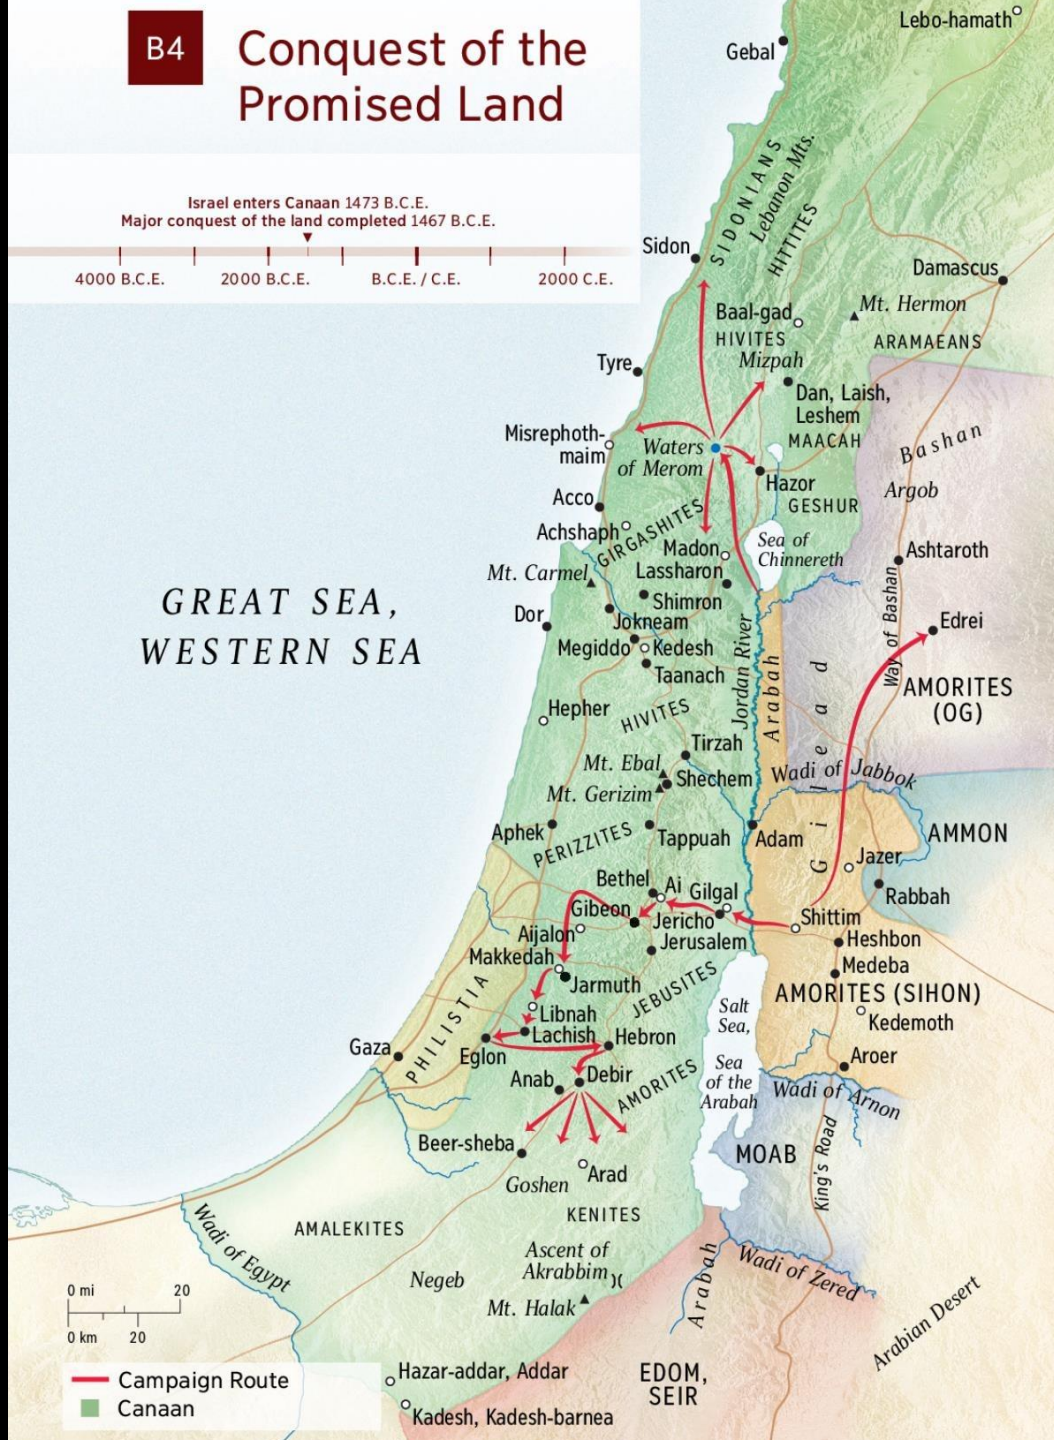 B4
Conquest of the
Promised Land
Israel enters Canaan 1473 B.C.E.
Major conquest of the land completed 1467 B.C.E.
4000 B.C.E.
2000 B.C.E.
B.C.E. / C.E.
2000 C.E.
Lebo-hamath
Gebal
SIDONIANS
Lebanon Mts.
HITTITES
Sidon
Damascus
Baal-gad
Mt. Hermon
HIVITES
ARAMAEANS
Mizpah
Tyre
Dan, Laish,
Leshem
MAACAH
Bashan
Misrephoth-
maim
Waters
of Merom
Hazor
Argob
Acco
GESHUR
Achshaph
GIRGASHITES
Sea of
Chinnereth
Madon
Ashtaroth
Mt. Carmel
Lassharon
Shimron
Way of Bashan
GREAT SEA,
WESTERN SEA
Dor
Jokneam
Edrei
Megiddo
Kedesh
Taanach
Jordan River
Arabah
Gilead
AMORITES
(OG)
Hepher
HIVITES
Tirzah
Mt. Ebal
Shechem
Wadi of Jabbok
Mt. Gerizim
Aphek
PERIZZITES
Tappuah
Adam
AMMON
Jazer
Bethel
Ai
Gilgal
Rabbah
Gibeon
Jericho
Shittim
Aijalon
Jerusalem
Heshbon
Makkedah
Medeba
Jarmuth
JEBUSITES
AMORITES (SIHON)
PHILISTIA
Libnah
Salt
Sea,
Kedemoth
Lachish
Hebron
Gaza
Eglon
Sea
of the
Arabah
Aroer
Anab
Debir
AMORITES
Wadi of Arnon
Beer-sheba
MOAB
King's Road
Goshen
Arad
KENITES
AMALEKITES
Wadi of Egypt
Ascent of
Akrabbim
Negeb
Arabah
Wadi of Zered
Mt. Halak
Arabian Desert
0 mi 20
0 km 20
Hazar-addar, Addar
EDOM,
SEIR
Campaign Route
Canaan
Kadesh, Kadesh-barnea